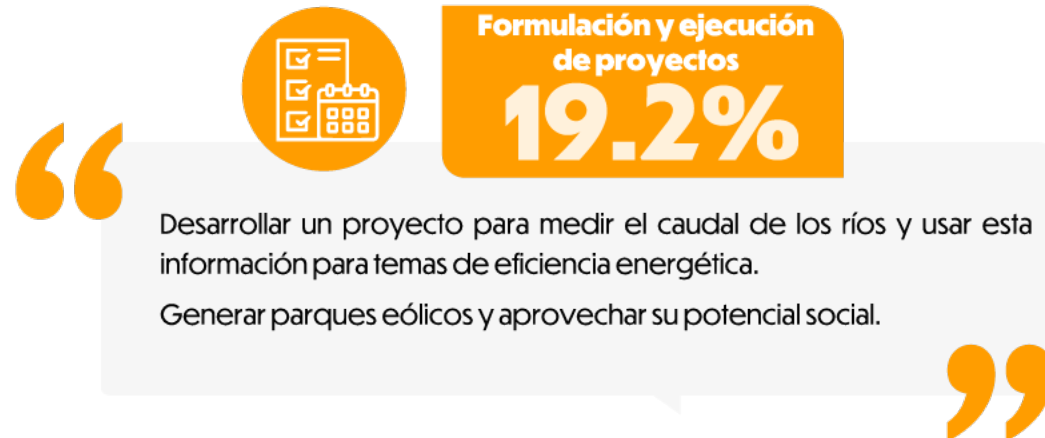 Formulación y ejecución
de proyectos
19.2%
Desarrollar un proyecto para medir el caudal de los ríos y usar esta
información para temas de eficiencia energética.
Generar parques eólicos y aprovechar su potencial social.